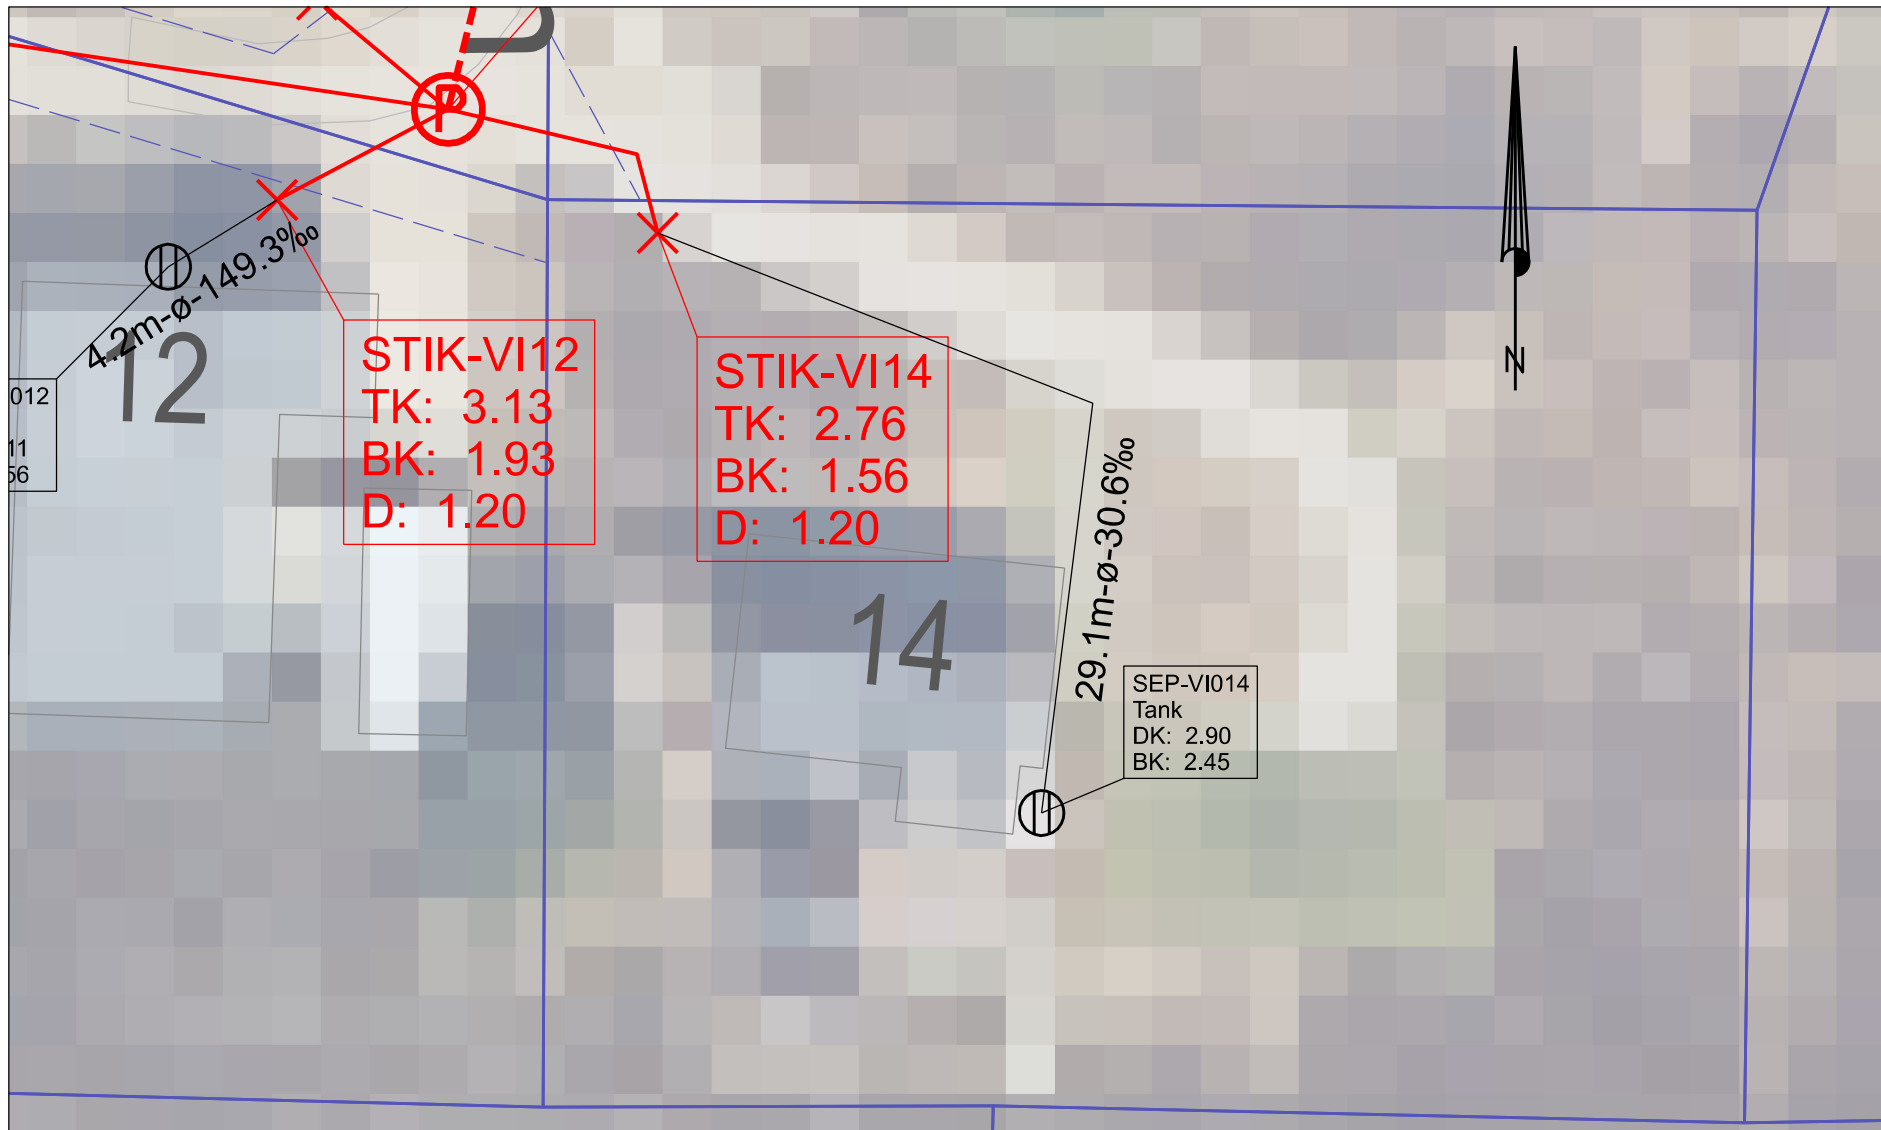 P
4.2m-ø-149.3‰
12
012
11
56
STIK-VI12
TK: 3.13
BK: 1.93
D: 1.20
STIK-VI14
TK: 2.76
BK: 1.56
D: 1.20
N
29.1m-ø-30.6‰
14
SEP-VI014
Tank
DK: 2.90
BK: 2.45